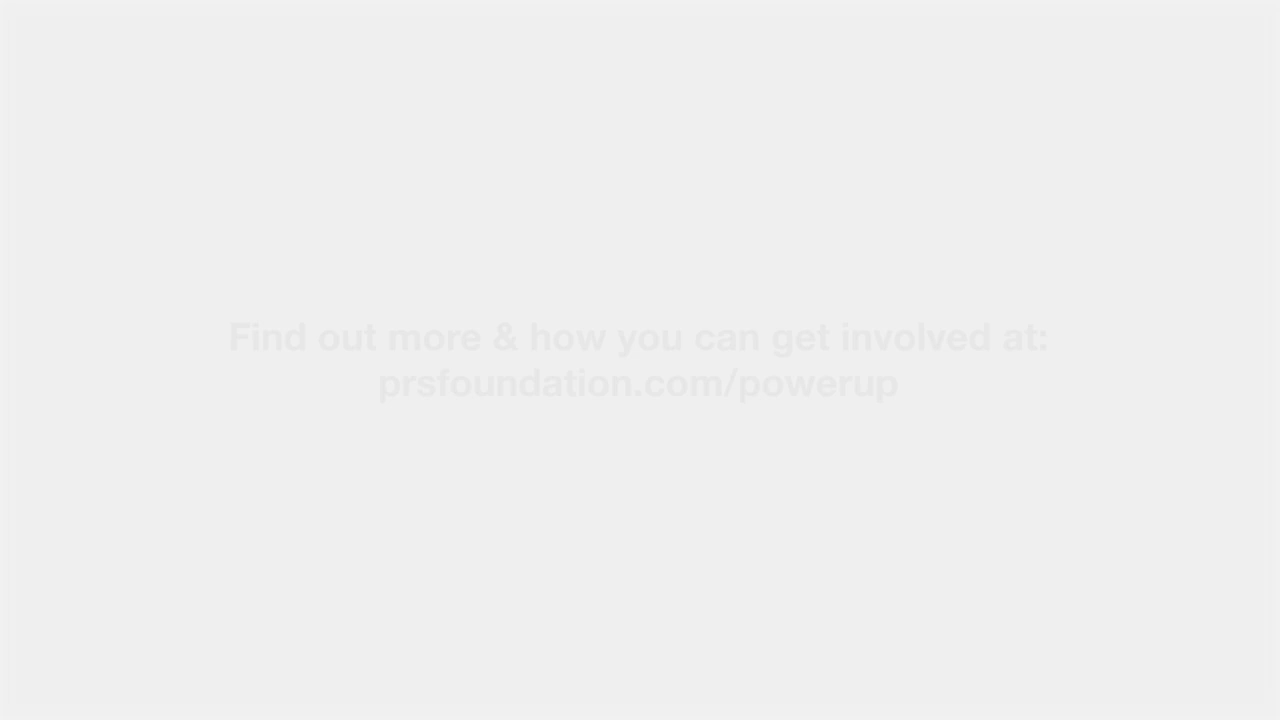 Find out more & how you can get involved at:
prsfoundation.com/powerup